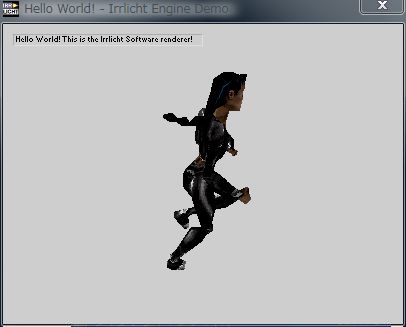 IRR
LICHT
Hello World! - Irrlicht Engine Demo
Hello World! This is the Irrlicht Software renderer!